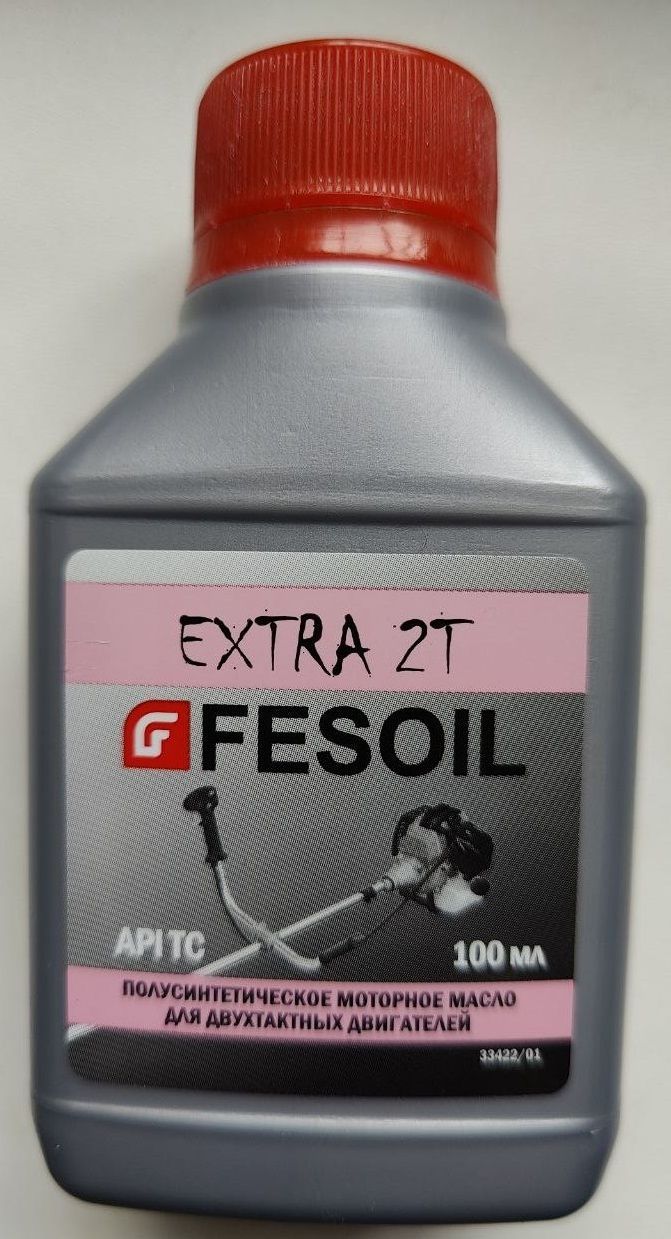 EXTRA 2T
FESOIL
API TC
100 МЛ
ПОЛУСИНТЕТИЧЕСКОЕ МОТОРНОЕ МАСЛО
ДЛЯ ДВУХТАКТНЫХ ДВИГАТЕЛЕЙ
33422/01